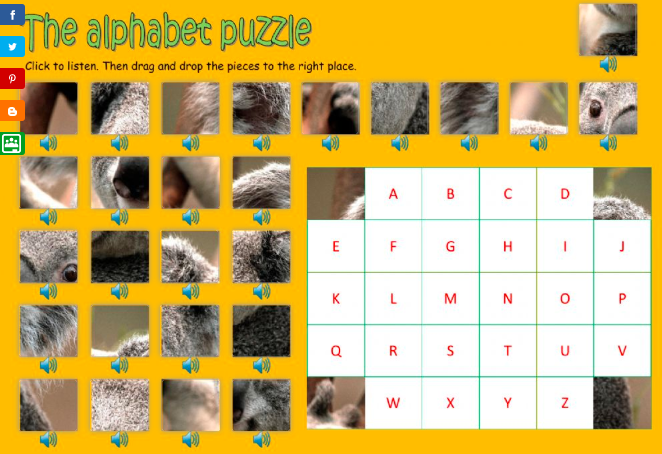 The alphabet puzzle
Click to listen. Then drag and drop the pieces to the right place.
A B C D
E F G H I J
K L M N O P
Q R S T U V
W X Y Z